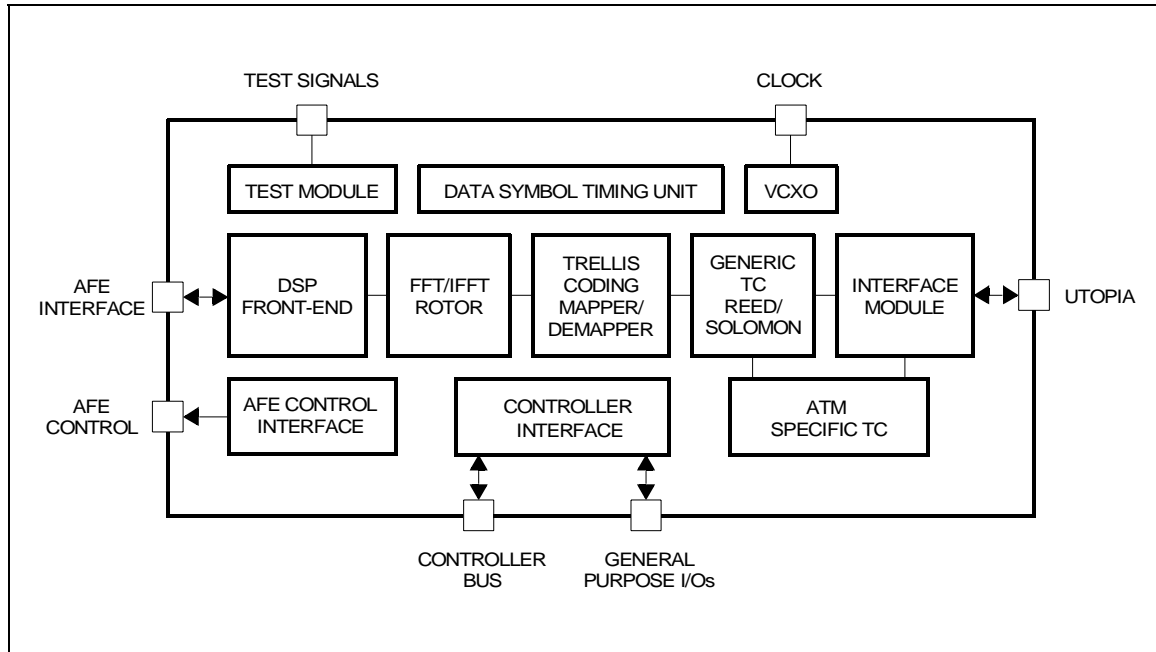 TEST SIGNALS
CLOCK
TEST MODULE
DATA SYMBOL TIMING UNIT
VCXO
AFE
INTERFACE
DSP
FRONT-END
FFT/IFFT
ROTOR
TRELLIS
CODING
MAPPER/
DEMAPPER
GENERIC
TC
REED/
SOLOMON
INTERFACE
MODULE
UTOPIA
AFE
CONTROL
AFE CONTROL
INTERFACE
CONTROLLER
INTERFACE
ATM
SPECIFIC TC
CONTROLLER
BUS
GENERAL
PURPOSE I/Os